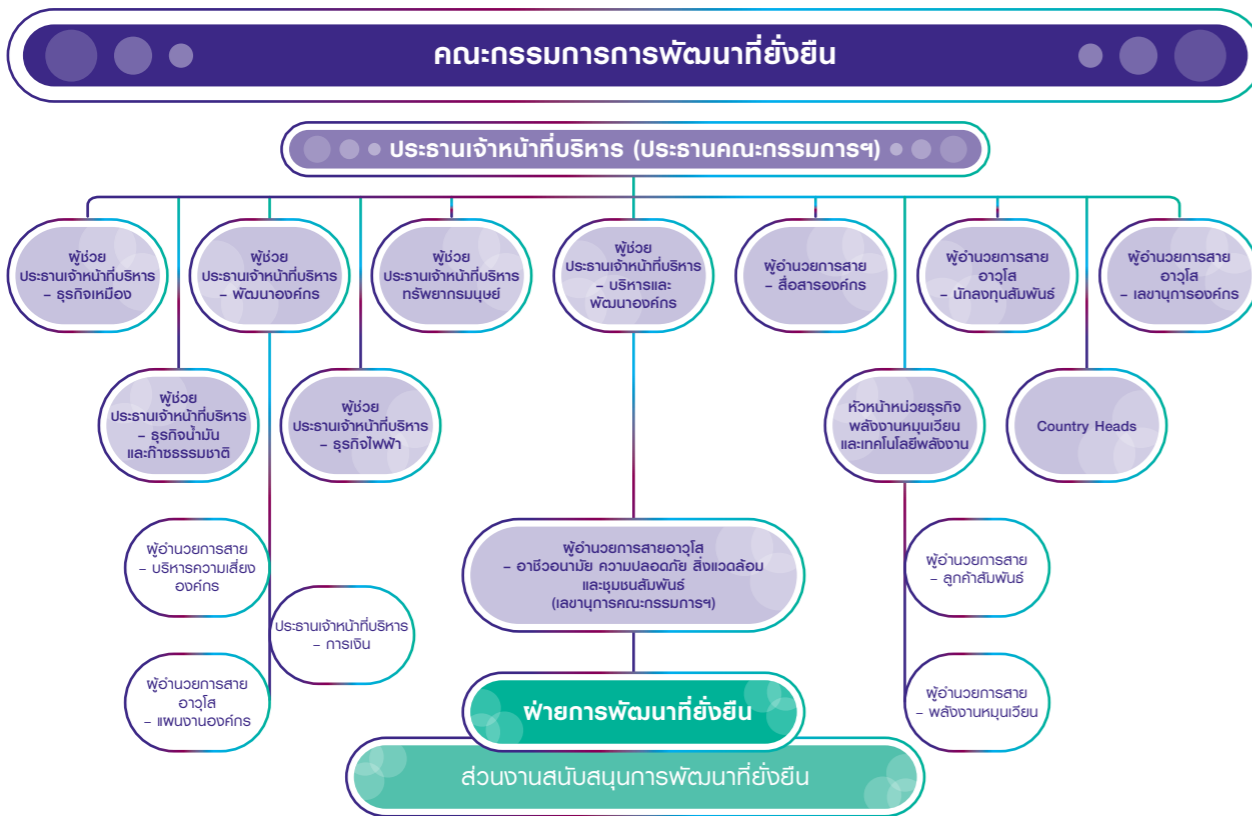 คณะกรรมการการพัฒนาที่ยั่งยืน
ประธานเจ้าหน้าที่บริหาร (ประธานคณะกรรมการฯ)
ผู้ช่วย
ประธานเจ้าหน้าที่บริหาร
– ธุรกิจเหมือง
ผู้ช่วย
ประธานเจ้าหน้าที่บริหาร
– พัฒนาองค์กร
ผู้ช่วย
ประธานเจ้าหน้าที่บริหาร
ทรัพยากรมนุษย์
ผู้ช่วย
ประธานเจ้าหน้าที่บริหาร
– บริหารและ
พัฒนาองค์กร
ผู้อำนวยการสาย
– สื่อสารองค์กร
ผู้อำนวยการสาย
อาวุโส
– นักลงทุนสัมพันธ์
ผู้อำนวยการสาย
อาวุโส
– เลขานุการองค์กร
ผู้ช่วย
ประธานเจ้าหน้าที่บริหาร
– ธุรกิจน้ำมัน
และก๊าซธรรมชาติ
ผู้ช่วย
ประธานเจ้าหน้าที่บริหาร
– ธุรกิจไฟฟ้า
หัวหน้าหน่วยธุรกิจ
พลังงานหมุนเวียน
และเทคโนโลยีพลังงาน
Country Heads
ผู้อำนวยการสาย
– บริหารความเสี่ยง
องค์กร
ประธานเจ้าหน้าที่บริหาร
– การเงิน
ผู้อำนวยการสาย
อาวุโส
– แผนงานองค์กร
ผู้อำนวยการสายอาวุโส
– อาชีวอนามัย ความปลอดภัย สิ่งแวดล้อม
และชุมชนสัมพันธ์
(เลขานุการคณะกรรมการฯ)
ผู้อำนวยการสาย
– ลูกค้าสัมพันธ์
ผู้อำนวยการสาย
– พลังงานหมุนเวียน
ฝ่ายการพัฒนาที่ยั่งยืน
ส่วนงานสนับสนุนการพัฒนาที่ยั่งยืน